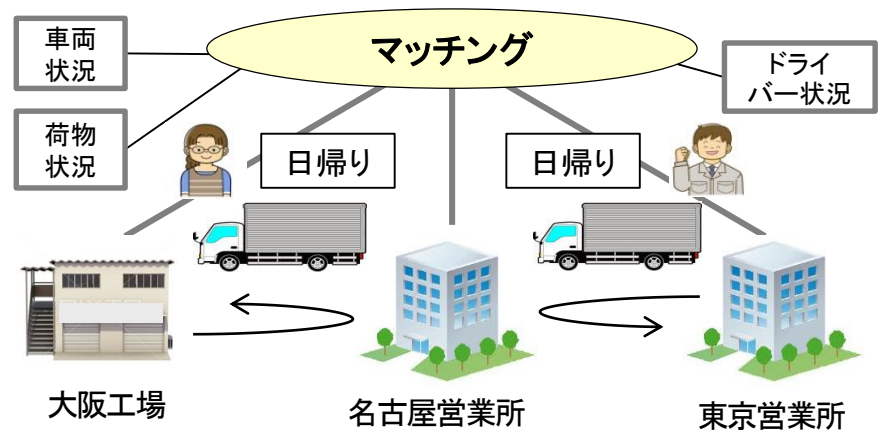 マッチング
車両
状況
ドライ
バー状況
荷物
状況
日帰り
日帰り
大阪工場
名古屋営業所
東京営業所